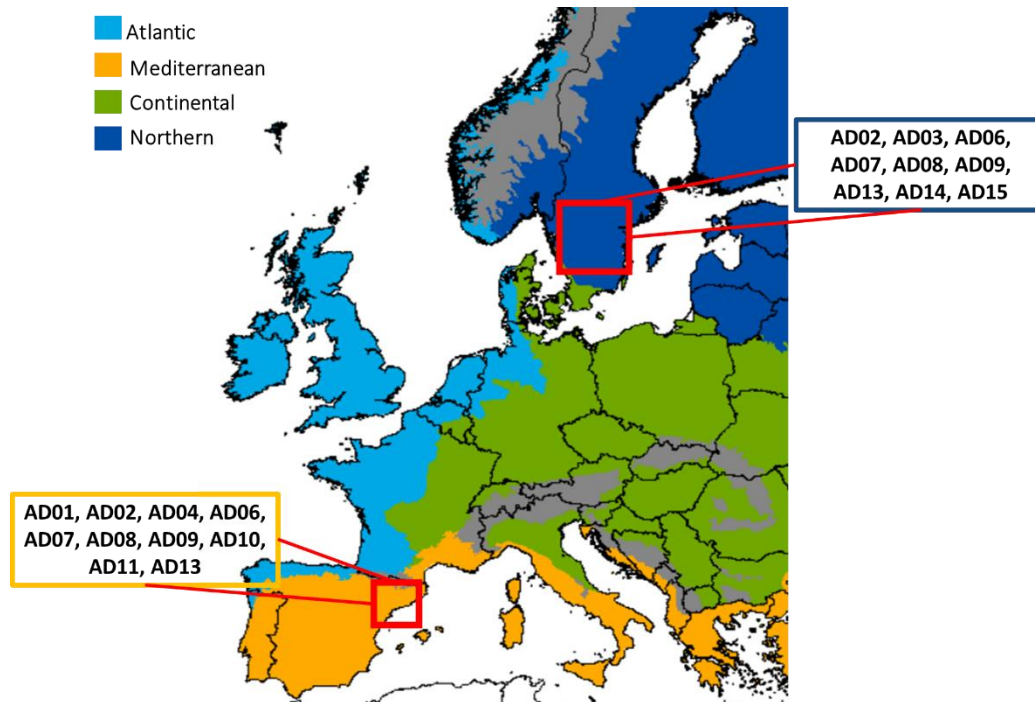 Atlantic
Mediterranean
Continental
Northern
AD02, AD03, AD06,
AD07, AD08, AD09,
AD13, AD14, AD15
AD01, AD02, AD04, AD06,
AD07, AD08, AD09, AD10,
AD11, AD13